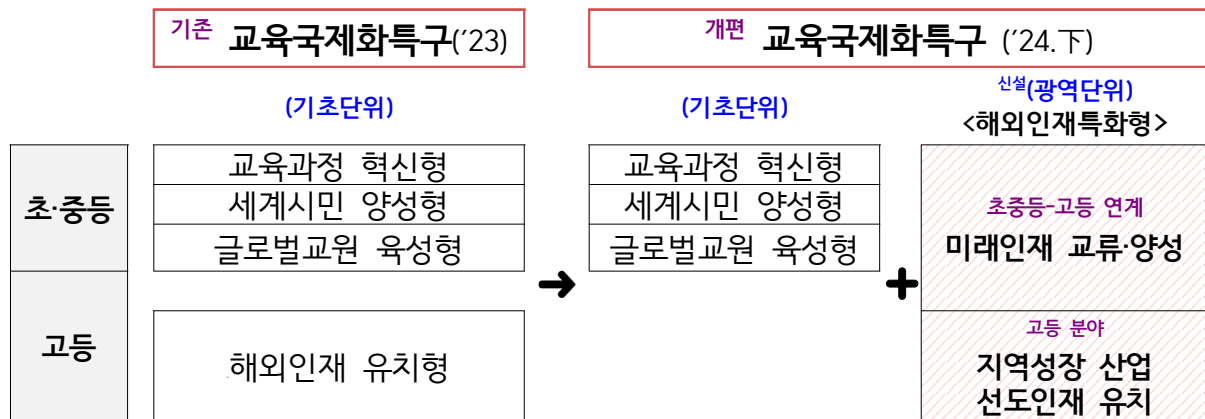 기존 교육국제화특구('23)
개편 교육국제화특구 ('24.下)
(기초단위)
(기초단위)
신설(광역단위)
<해외인재특화형>
초·중등
교육과정 혁신형
세계시민 양성형
글로벌교원 육성형
교육과정 혁신형
세계시민 양성형
글로벌교원 육성형
초중등-고등 연계
미래인재 교류·양성
고등
해외인재 유치형
고등 분야
지역성장 산업
선도인재 유치